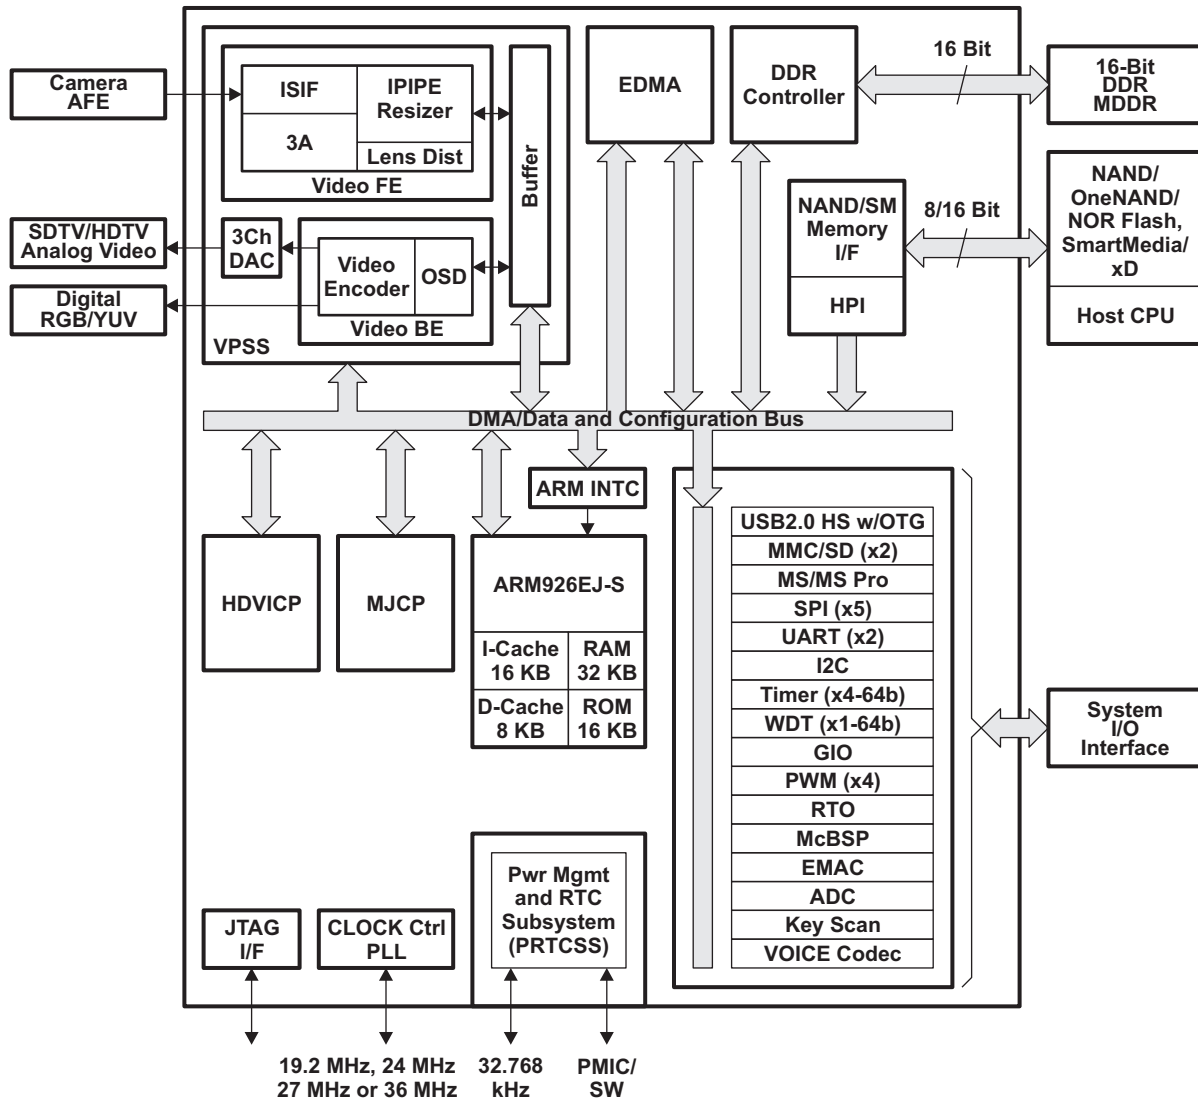 Camera
AFE
ISIF
3A
IPIPE
Resizer
Lens Dist
Video FE
Buffer
SDTV/HDTV
Analog Video
3Ch
DAC
Video
Encoder
OSD
Video BE
Digital
RGB/YUV
VPSS
EDMA
DDR
Controller
16 Bit
16-Bit
DDR
MDDR
NAND/SM
Memory
I/F
HPI
8/16 Bit
NAND/
OneNAND/
NOR Flash,
SmartMedia/
xD
Host CPU
DMA/Data and Configuration Bus
ARM INTC
HDVICP
MJCP
ARM926EJ-S
I-Cache
16 KB
RAM
32 KB
D-Cache
8 KB
ROM
16 KB
USB2.0 HS w/OTG
MMC/SD (x2)
MS/MS Pro
SPI (x5)
UART (x2)
I2C
Timer (x4-64b)
WDT (x1-64b)
GIO
PWM (x4)
RTO
McBSP
EMAC
ADC
Key Scan
VOICE Codec
System
I/O
Interface
JTAG
I/F
CLOCK Ctrl
PLL
Pwr Mgmt
and RTC
Subsystem
(PRTCSS)
19.2 MHz, 24 MHz
27 MHz or 36 MHz
32.768
kHz
PMIC/
SW